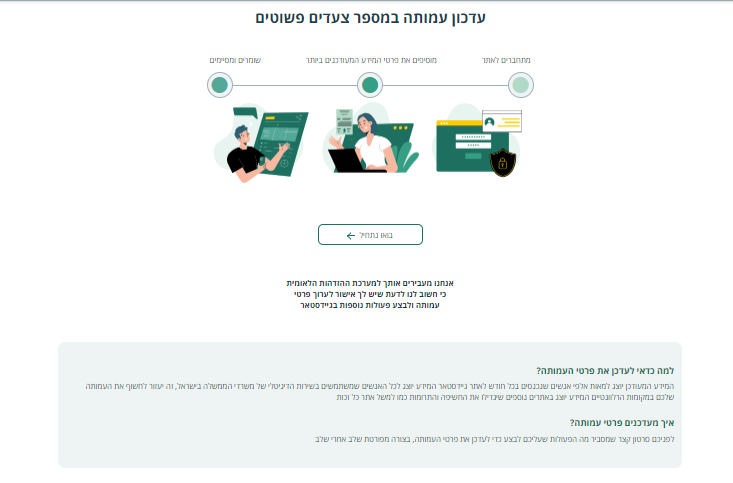 עדכון עמותה במספר צעדים פשוטים
מתחברים לאתר
מוסיפים את פרטי המידע המעודכנים ביותר
שומרים ומסיימים
בואו נתחיל
אנחנו מעבירים אותך למערכת ההזדהות הלאומית
כי חשוב לנו לדעת שיש לך אישור לערוך פרטי
עמותה ולבצע פעולות נוספות בגיידסטאר
למה כדאי לעדכן את פרטי העמותה?
המידע המעודכן יוצג למאות אלפי אנשים שנכנסים בכל חודש לאתר גיידסטאר המידע יוצג לכל האנשים שמשתמשים בשירות הדיגיטלי של משרדי הממשלה בישראל, זה יעזור לחשוף את העמותה
שלכם במקומות הרלוונטיים המידע יוצג באתרים נוספים שיגדילו את החשיפה והתרומות כמו למשל אתר כל זכות
איך מעדכנים פרטי עמותה?
לפניכם סרטון קצר שמסביר מה הפעולות שעליכם לבצע כדי לעדכן את פרטי העמותה, בצורה מפורטת שלב אחרי שלב